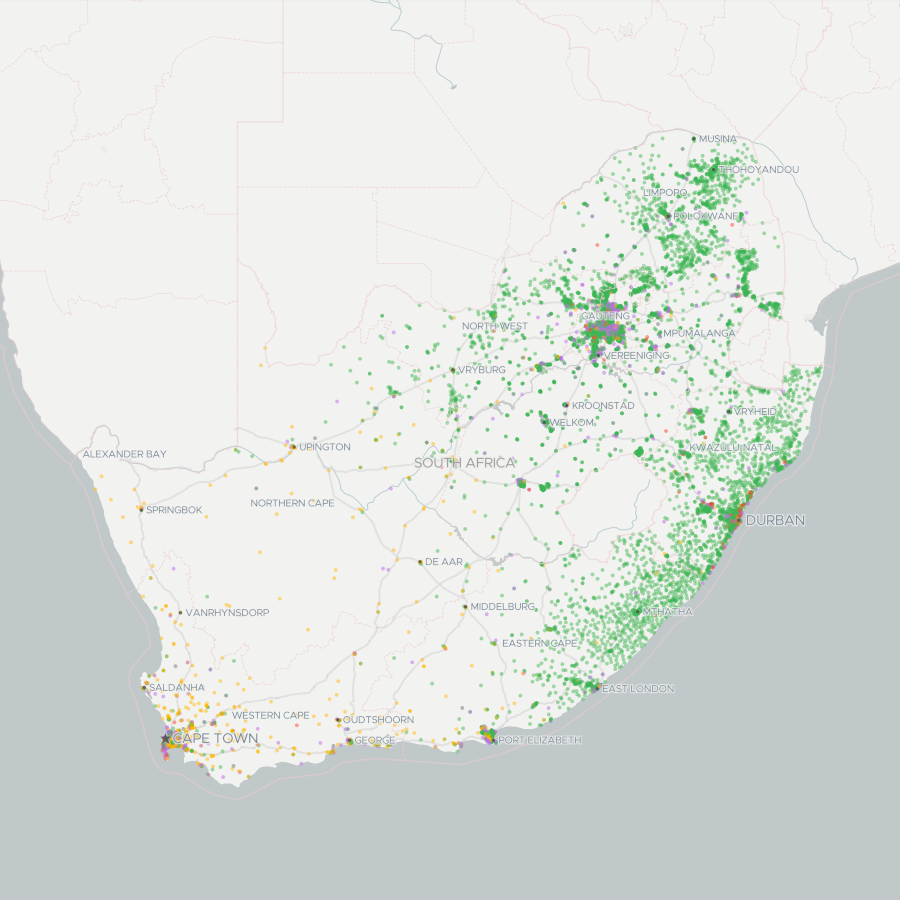 MUSINA
THOHOYANDOU
LIMPOPO
POLOKWANE
GAUTENG
NORTH WEST
MPUMALANGA
VEREENIGING
VRYBURG
KROONSTAD
VRYHEID
WELKOM
UPINGTON
KWAZULU NATAL
ALEXANDER BAY
SOUTH AFRICA
NORTHERN CAPE
SPRINGBOK
DURBAN
DE AAR
MIDDELBURG
VANRHYNSDORP
MTHATHA
EASTERN CAPE
SALDANHA
EAST LONDON
WESTERN CAPE
OUDTSHOORN
CAPE TOWN
GEORGE
PORT ELIZABETH